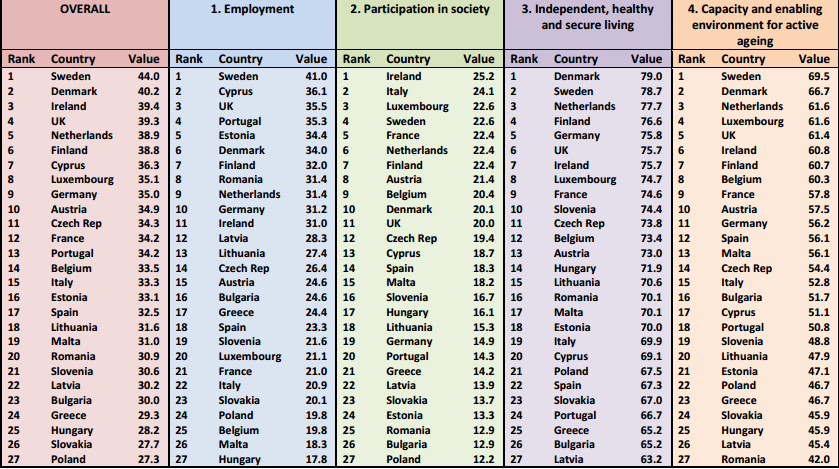 OVERALL 1. Employment 2. Participation in society 3. Independent, healthy and secure living 4. Capacity and enabling environment for active ageing
Rank Country Value Rank Country Value Rank Country Value Rank Country Value Rank Country Value
1 Sweden 44.0 1 Sweden 41.0 1 Ireland 25.2 1 Denmark 79.0 1 Sweden 69.5
2 Denmark 40.2 2 Cyprus 36.1 2 Italy 24.1 2 Sweden 78.7 2 Denmark 66.7
3 Ireland 39.4 3 UK 35.5 3 Luxembourg 22.6 3 Netherlands 77.7 3 Netherlands 61.6
4 UK 39.3 4 Portugal 35.3 4 Sweden 22.6 4 Finland 76.6 4 Luxembourg 61.6
5 Netherlands 38.9 5 Estonia 34.4 5 France 22.4 5 Germany 75.8 5 UK 61.4
6 Finland 38.8 6 Denmark 34.0 6 Netherlands 22.4 6 UK 75.7 6 Ireland 60.8
7 Cyprus 36.3 7 Finland 32.0 7 Finland 22.4 7 Ireland 75.7 7 Finland 60.7
8 Luxembourg 35.1 8 Romania 31.4 8 Austria 21.4 8 Luxembourg 74.7 8 Belgium 60.3
9 Germany 35.0 9 Netherlands 31.4 9 Belgium 20.4 9 France 74.6 9 France 57.8
10 Austria 34.9 10 Germany 31.2 10 Denmark 20.1 10 Slovenia 74.4 10 Austria 57.5
11 Czech Rep 34.3 11 Ireland 31.0 11 UK 20.0 11 Czech Rep 73.8 11 Germany 56.2
12 France 34.2 12 Latvia 28.3 12 Czech Rep 19.4 12 Belgium 73.4 12 Spain 56.1
13 Portugal 34.2 13 Lithuania 27.4 13 Cyprus 18.7 13 Austria 73.0 13 Malta 56.1
14 Belgium 33.5 14 Czech Rep 26.4 14 Spain 18.3 14 Hungary 71.9 14 Czech Rep 54.4
15 Italy 33.3 15 Austria 24.6 15 Malta 18.2 15 Lithuania 70.6 15 Italy 52.8
16 Estonia 33.1 16 Bulgaria 24.6 16 Slovenia 16.7 16 Romania 70.1 16 Bulgaria 51.7
17 Spain 32.5 17 Greece 24.4 17 Hungary 16.1 17 Malta 70.1 17 Cyprus 51.1
18 Lithuania 31.6 18 Spain 23.3 18 Lithuania 15.3 18 Estonia 70.0 18 Portugal 50.8
19 Malta 31.0 19 Slovenia 21.6 19 Germany 14.9 19 Italy 69.9 19 Slovenia 48.8
20 Romania 30.9 20 Luxembourg 21.1 20 Portugal 14.3 20 Cyprus 69.1 20 Lithuania 47.9
21 Slovenia 30.6 21 France 21.0 21 Greece 14.2 21 Poland 67.5 21 Estonia 47.1
22 Latvia 30.2 22 Italy 20.9 22 Latvia 13.9 22 Spain 67.3 22 Poland 46.7
23 Bulgaria 30.0 23 Slovakia 20.1 23 Slovakia 13.7 23 Slovakia 67.0 23 Greece 46.7
24 Greece 29.3 24 Poland 19.8 24 Estonia 13.3 24 Portugal 66.7 24 Slovakia 45.9
25 Hungary 28.2 25 Belgium 19.8 25 Romania 12.9 25 Greece 65.2 25 Hungary 45.9
26 Slovakia 27.7 26 Malta 18.3 26 Bulgaria 12.9 26 Bulgaria 65.2 26 Latvia 45.4
27 Poland 27.3 27 Hungary 17.8 27 Poland 12.2 27 Latvia 63.2 27 Romania 42.0